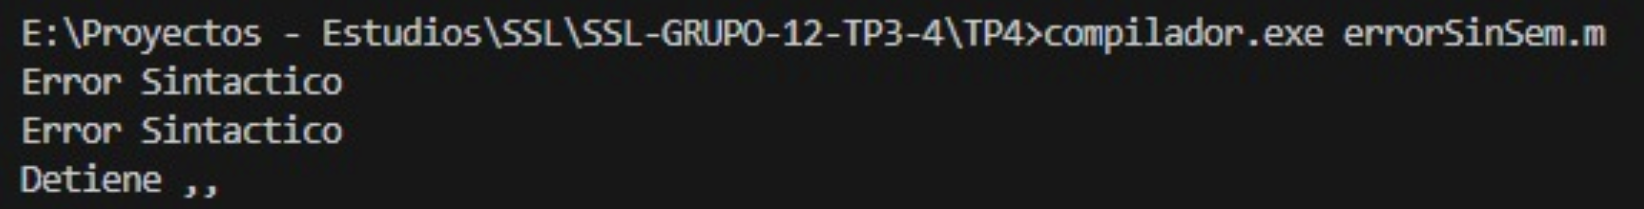 E:\Proyectos - Estudios\SSL\SSL-GRUPO-12-TP3-4\TP4>compilador.exe errorSinSem.m
Error Sintactico
Error Sintactico
Detiene ,,